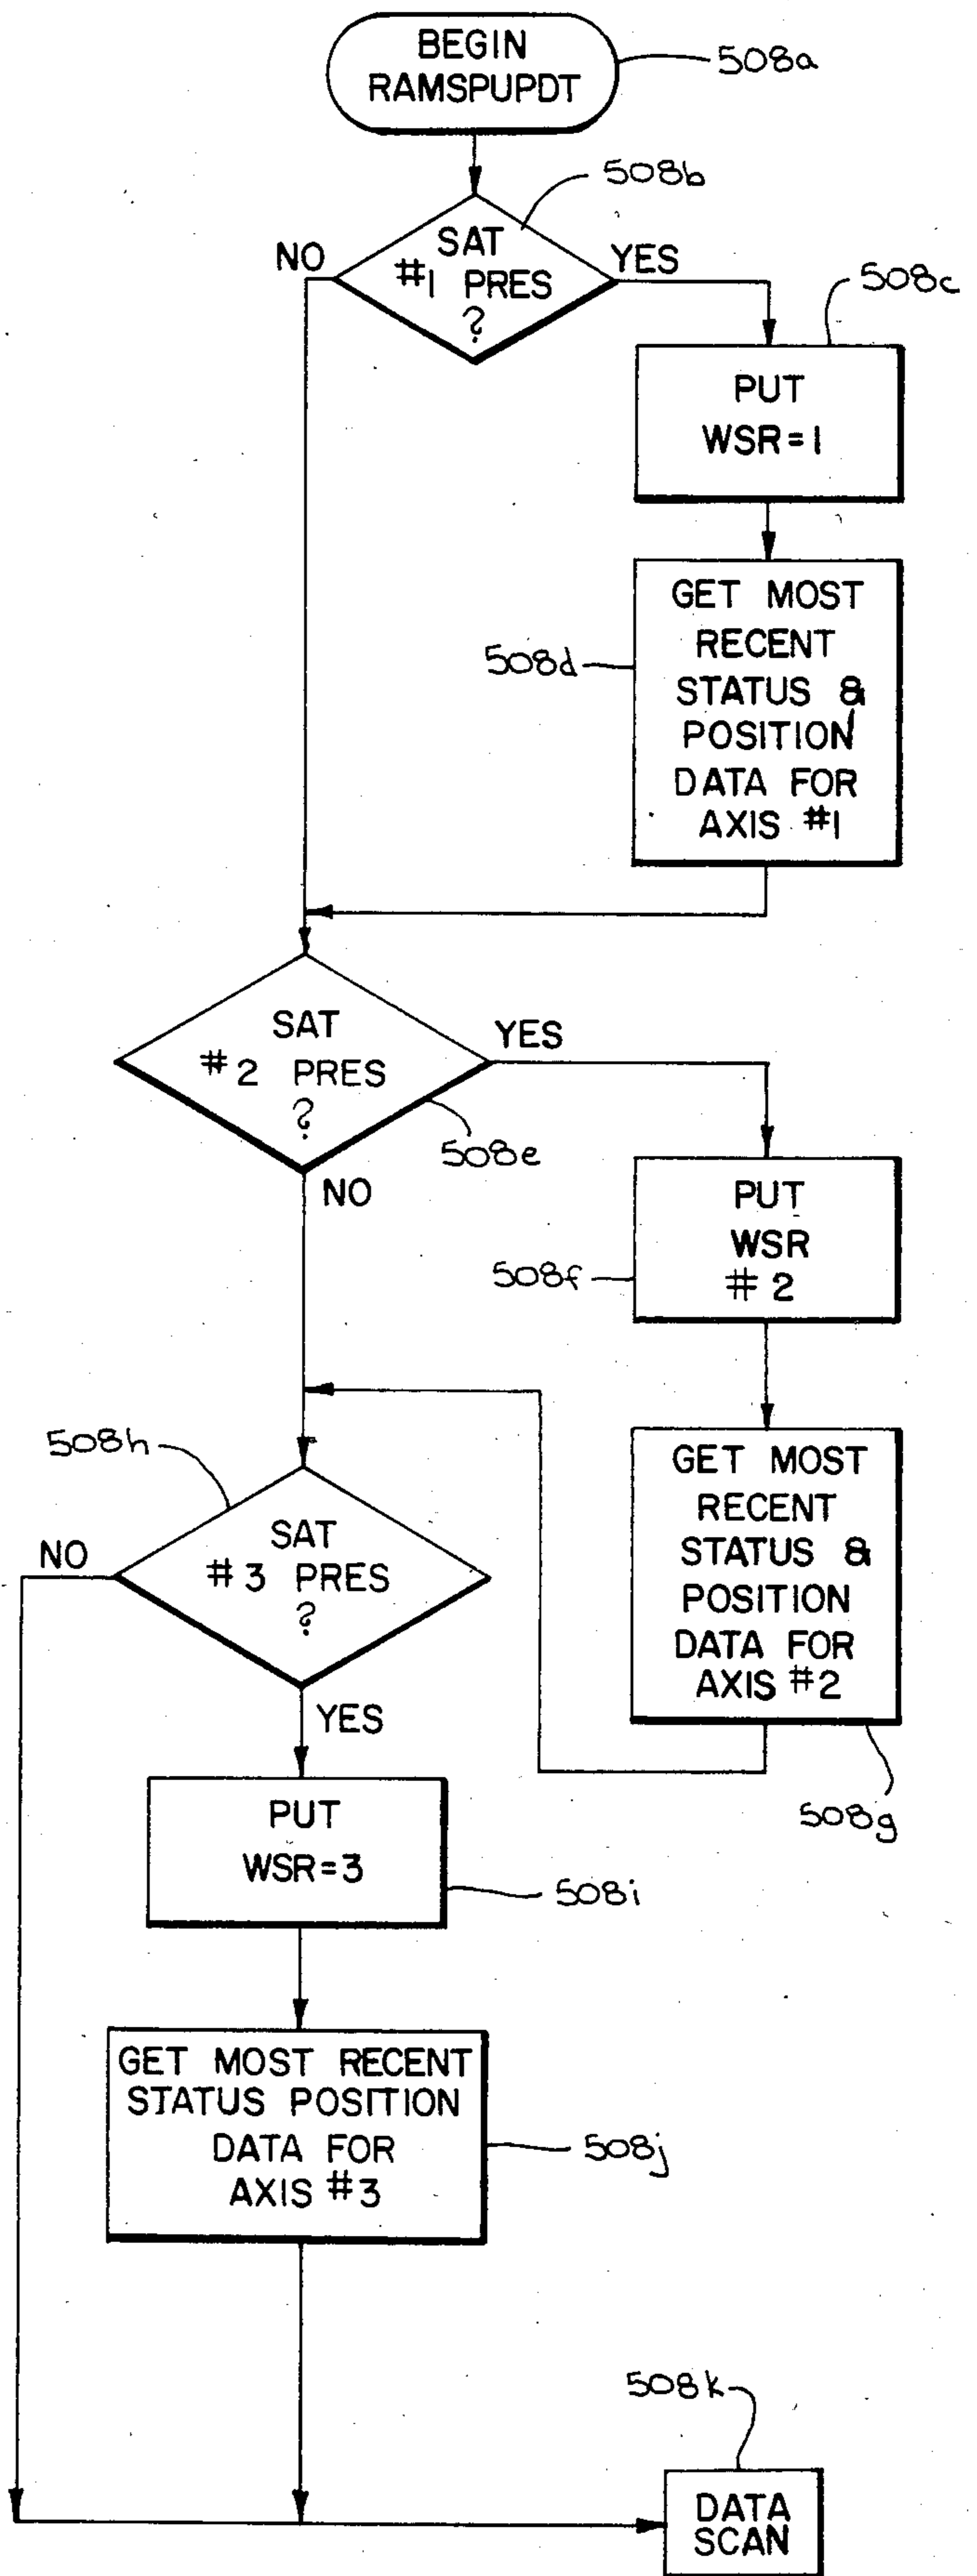 BEGIN
RAMSPUPDT
508a
508b
SAT
#1 PRES
?
NO
YES
508c
PUT
WSR=1
GET MOST
RECENT
STATUS &
POSITION
DATA FOR
AXIS #1
508d
SAT
#2 PRES
?
YES
508e
NO
PUT
WSR
#2
508f
508h
GET MOST
RECENT
STATUS &
POSITION
DATA FOR
AXIS #2
SAT
#3 PRES
?
NO
YES
508g
PUT
WSR=3
508i
GET MOST RECENT
STATUS POSITION
DATA FOR
AXIS #3
508j
508k
DATA
SCAN